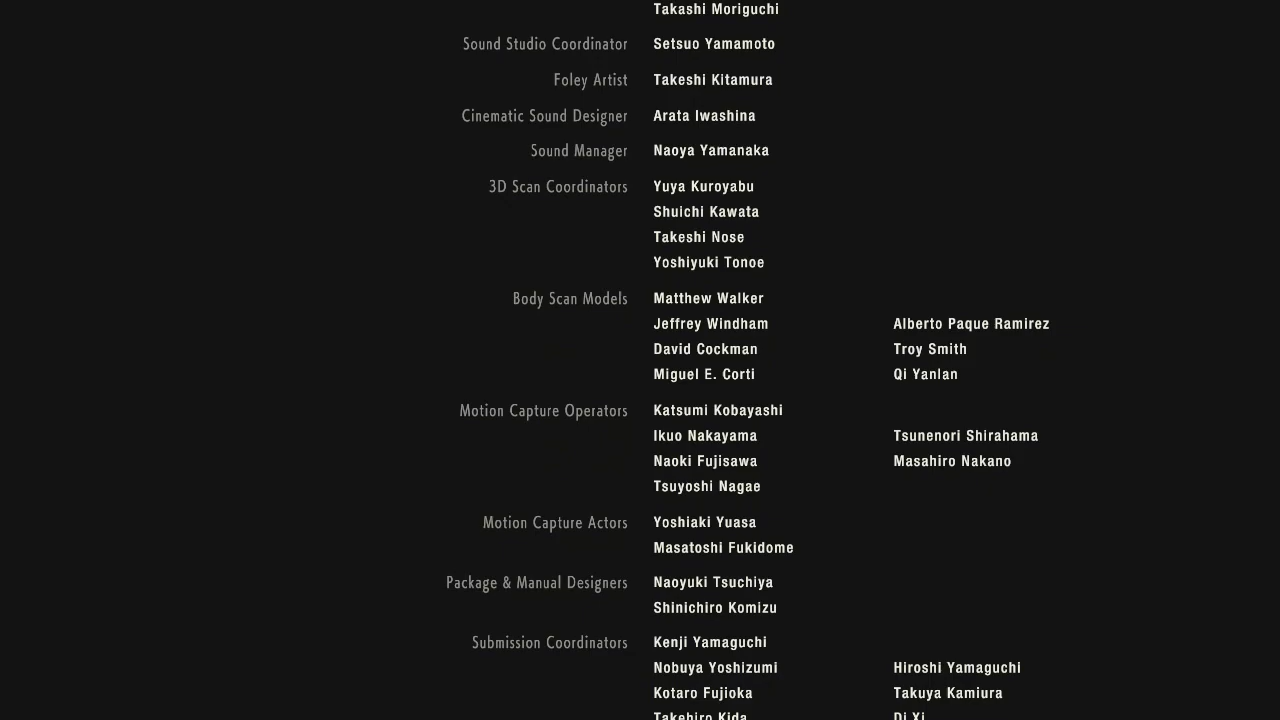 Takashi Moriguchi
Sound Studio Coordinator Setsuo Yamamoto
Foley Artist Takeshi Kitamura
Cinematic Sound Designer Arata Iwashina
Sound Manager Naoya Yamanaka
3D Scan Coordinators Yuya Kuroyabu
Shuichi Kawata
Takeshi Nose
Yoshiyuki Tonoe
Body Scan Models Matthew Walker
Jeffrey Windham Alberto Paque Ramirez
David Cockman Troy Smith
Miguel E. Corti Qi Yanlan
Motion Capture Operators Katsumi Kobayashi
Ikuo Nakayama Tsunenori Shirahama
Naoki Fujisawa Masahiro Nakano
Tsuyoshi Nagae
Motion Capture Actors Yoshiaki Yuasa
Masatoshi Fukidome
Package & Manual Designers Naoyuki Tsuchiya
Shinichiro Komizu
Submission Coordinators Kenji Yamaguchi
Nobuya Yoshizumi Hiroshi Yamaguchi
Kotaro Fujioka Takuya Kamiura
Takehiro Kida Di Xi